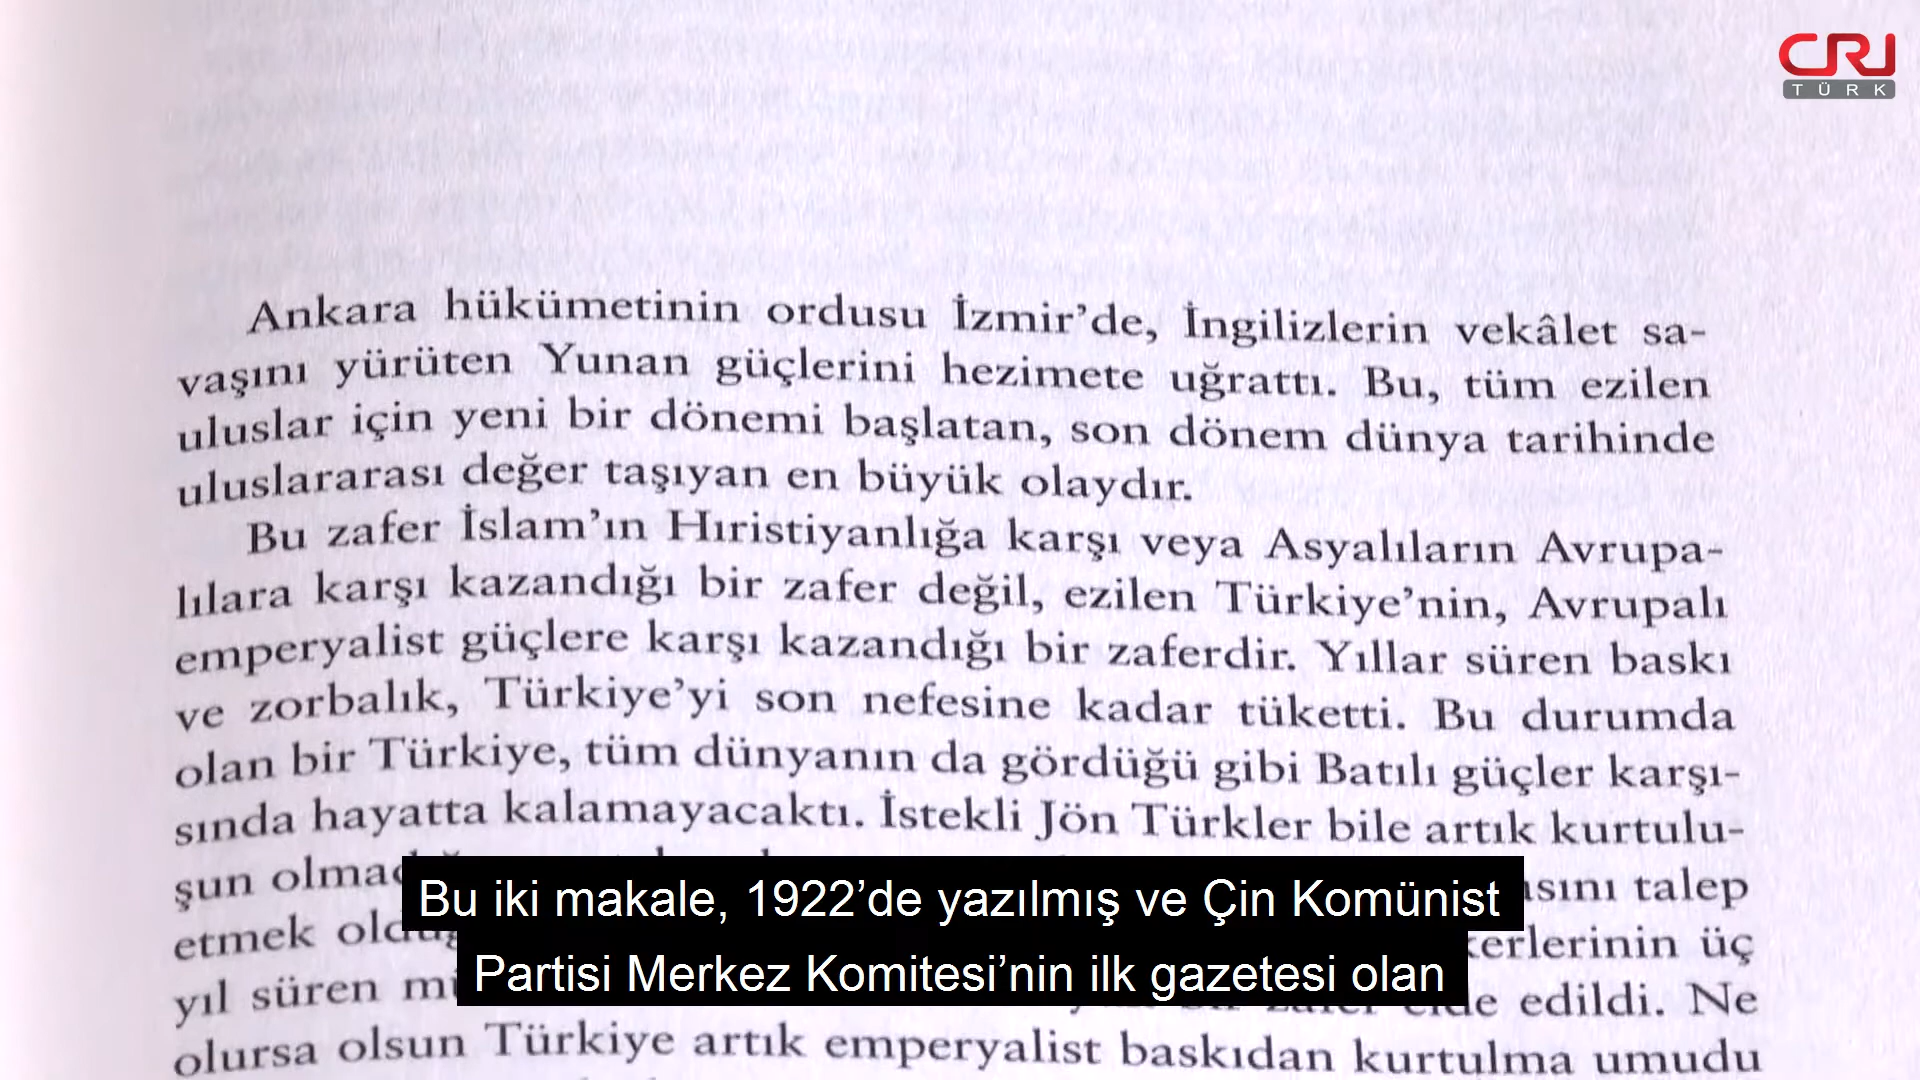 CRI
TÜRK
Ankara hükümetinin ordusu İzmir’de, İngilizlerin vekâlet sa-
vaşını yürüten Yunan güçlerini hezimete uğrattı. Bu, tüm ezilen
uluslar için yeni bir dönemi başlatan, son dönem dünya tarihinde
uluslararası değer taşıyan en büyük olaydır.
Bu zafer İslam’ın Hıristiyanlığa karşı veya Asyalıların Avrupa-
lılara karşı kazandığı bir zafer değil, ezilen Türkiye’nin, Avrupalı
emperyalist güçlere karşı kazandığı bir zaferdir. Yıllar süren baskı
ve zorbalık, Türkiye’yi son nefesine kadar tüketti. Bu durumda
olan bir Türkiye, tüm dünyanın da gördüğü gibi Batılı güçler karşı-
sında hayatta kalamayacaktı. İstekli Jön Türkler bile artık kurtulu-
şun talep
etmek üç
yıl süren edildi. Ne
olursa olsun Türkiye artık emperyalist baskıdan kurtulma umudu
Bu iki makale, 1922’de yazılmış ve Çin Komünist
Partisi Merkez Komitesi’nin ilk gazetesi olan